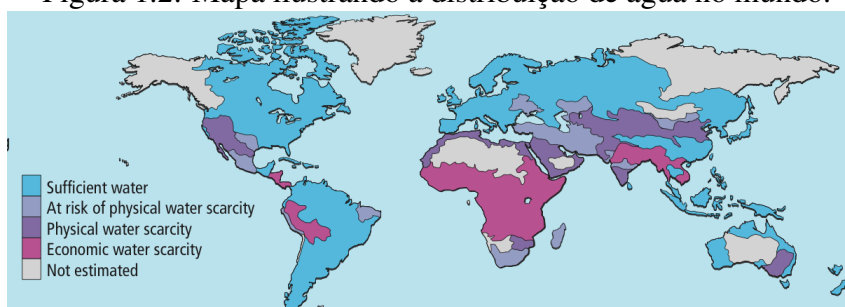 Figura 1.2: Mapa ilustrando a distribuição de água no mundo.
g
Sufficient water
At risk of physical water scarcity
Physical water scarcity
Economic water scarcity
Not estimated